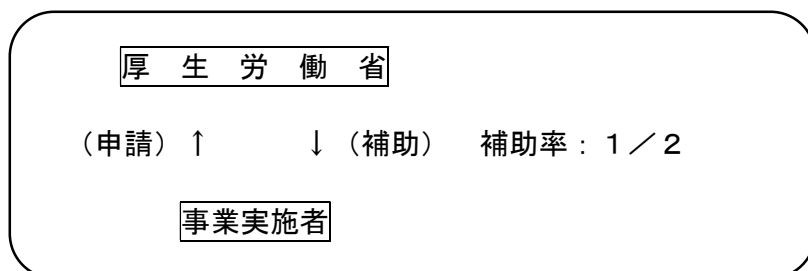 厚　生　労　働　省
（申請）↑　　　↓（補助）　補助率：１／２
事業実施者